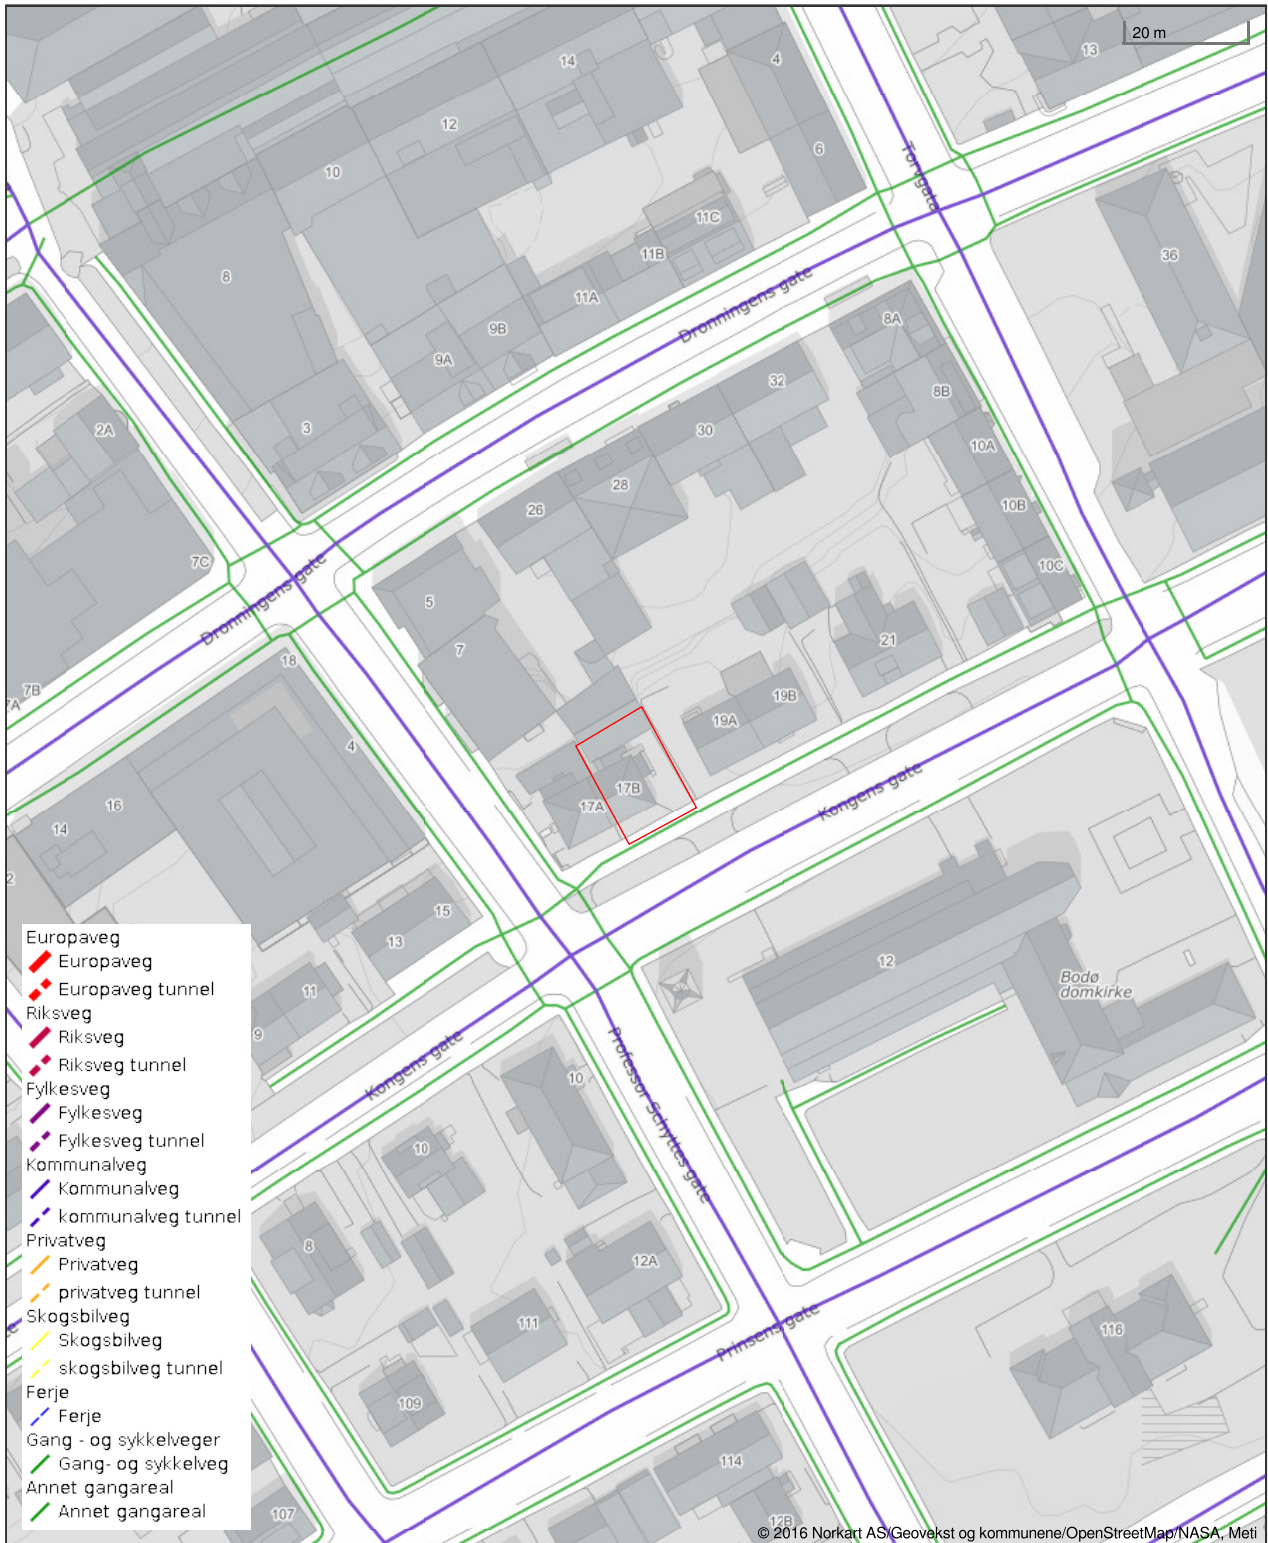 20 m
13
14
4
12
6
10
Torvgata
11C
11B
36
8
11A
Dronningens gate
9B
8A
9A
32
8B
3
30
2A
10A
28
26
10B
7C
10C
5
Dronningens gate
21
7
18
7B
7A
19B
19A
4
Kongens gate
17B
17A
16
14
2
15
13
12
Bodø
domkirke
11
9
Kongens gate
10
Professor Schyttes gate
10
8
12A
111
Prinsens gate
116
109
114
107
12B
Europaveg
Europaveg
Europaveg tunnel
Riksveg
Riksveg
Riksveg tunnel
Fylkesveg
Fylkesveg
Fylkesveg tunnel
Kommunalveg
Kommunalveg
kommunalveg tunnel
Privatveg
Privatveg
privatveg tunnel
Skogsbilveg
Skogsbilveg
skogsbilveg tunnel
Ferje
Ferje
Gang - og sykkelveger
Gang- og sykkelveg
Annet gangareal
Annet gangareal
© 2016 Norkart AS/Geovekst og kommunene/OpenStreetMap/NASA, Meti